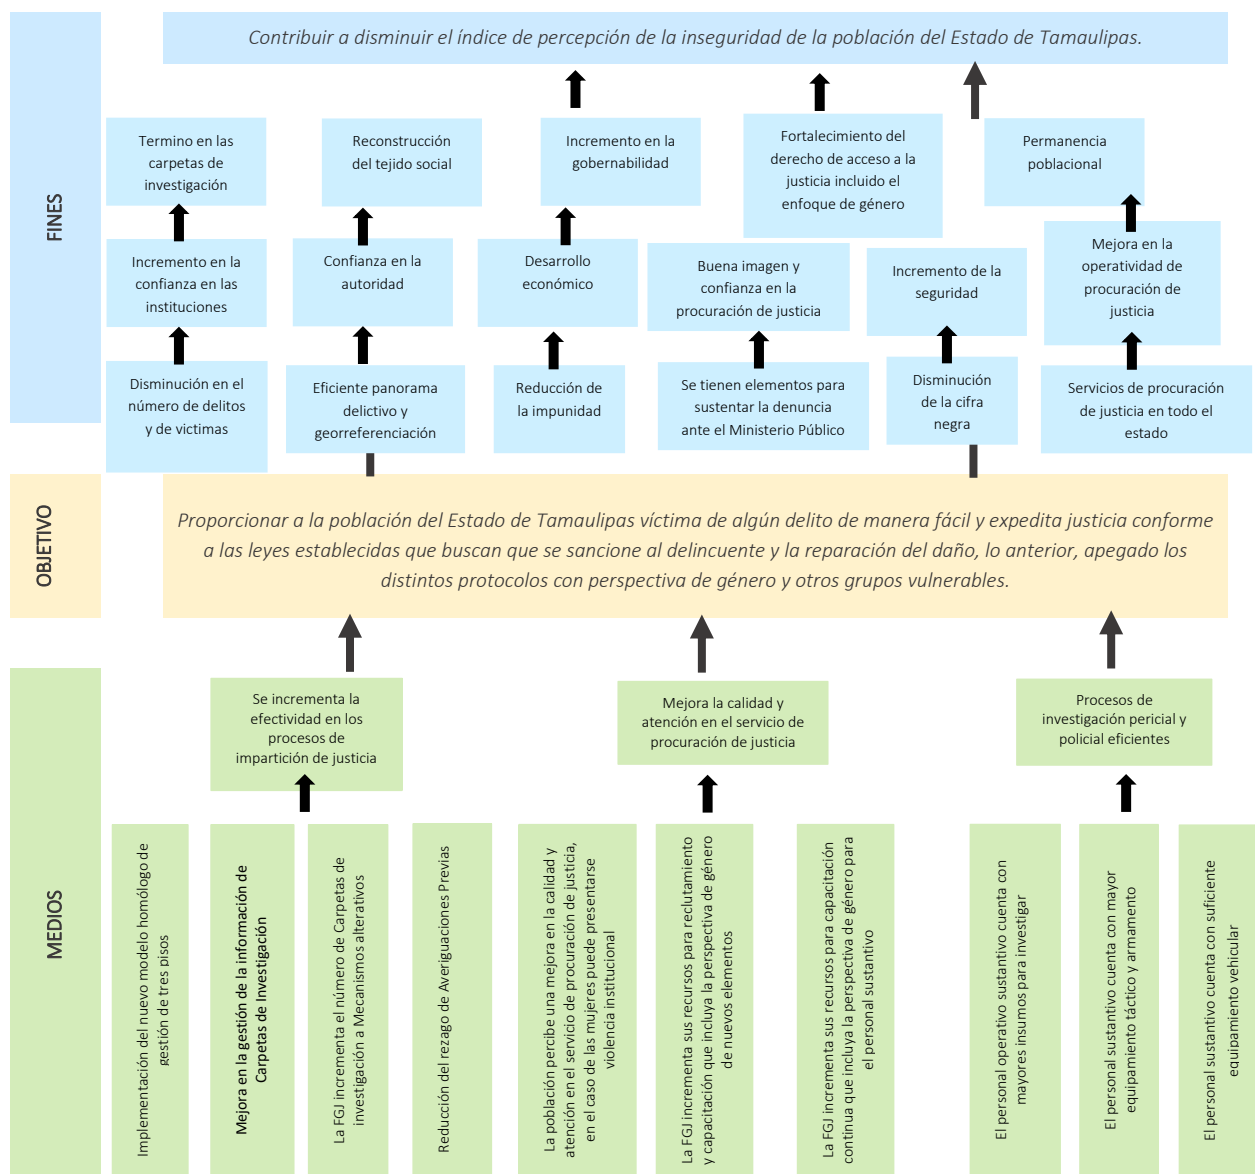 FINES
Contribuir a disminuir el índice de percepción de la inseguridad de la población del Estado de Tamaulipas.
Termino en las
carpetas de
investigación
Reconstrucción
del tejido social
Incremento en la
gobernabilidad
Fortalecimiento del
derecho de acceso a la
justicia incluido el
enfoque de género
Permanencia
poblacional
Incremento en la
confianza en las
instituciones
Confianza en la
autoridad
Desarrollo
económico
Buena imagen y
confianza en la
procuración de justicia
Incremento de la
seguridad
Mejora en la
operatividad de
procuración de
justicia
Disminución en el
número de delitos
y de victimas
Eficiente panorama
delictivo y
georreferenciación
Reducción de
la impunidad
Se tienen elementos para
sustentar la denuncia
ante el Ministerio Público
Disminución
de la cifra
negra
Servicios de procuración
de justicia en todo el
estado
OBJETIVO
Proporcionar a la población del Estado de Tamaulipas víctima de algún delito de manera fácil y expedita justicia conforme
a las leyes establecidas que buscan que se sancione al delincuente y la reparación del daño, lo anterior, apegado los
distintos protocolos con perspectiva de género y otros grupos vulnerables.
MEDIOS
Se incrementa la
efectividad en los
procesos de
impartición de justicia
Mejora la calidad y
atención en el servicio de
procuración de justicia
Procesos de
investigación pericial y
policial eficientes
Implementación del nuevo modelo homólogo de
gestión de tres pisos
Mejora en la gestión de la información de
Carpetas de Investigación
La FGJ incrementa el número de Carpetas de
investigación a Mecanismos alterativos
Reducción del rezago de Averiguaciones Previas
La población percibe una mejora en la calidad y
atención en el servicio de procuración de justicia,
en el caso de las mujeres puede presentarse
violencia institucional
La FGJ incrementa sus recursos para reclutamiento
y capacitación que incluya la perspectiva de género
de nuevos elementos
La FGJ incrementa sus recursos para capacitación
continua que incluya la perspectiva de género para
el personal sustantivo
El personal operativo sustantivo cuenta con
mayores insumos para investigar
El personal sustantivo cuenta con mayor
equipamiento táctico y armamento
El personal sustantivo cuenta con suficiente
equipamiento vehicular